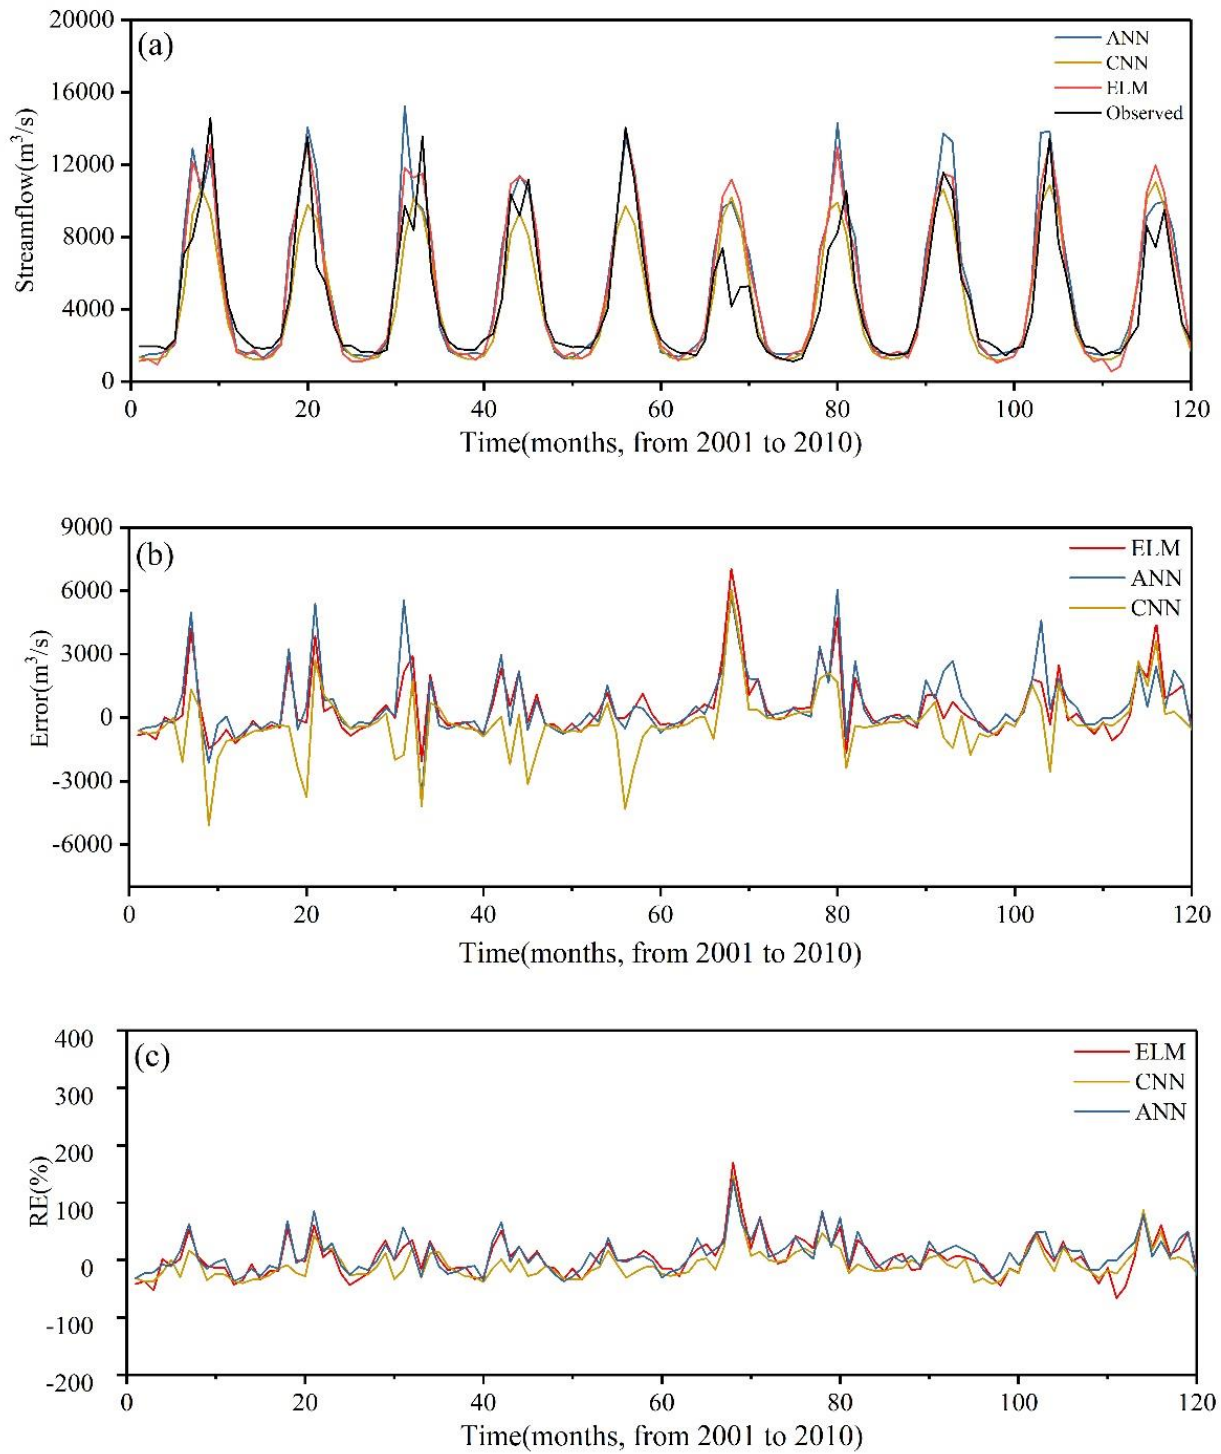 (a)
ANN
CNN
ELM
Observed
20000
16000
12000
8000
4000
0
Streamflow(m³/s)
0 20 40 60 80 100 120
Time(months, from 2001 to 2010)
(b)
ELM
ANN
CNN
9000
6000
3000
0
-3000
-6000
Error(m³/s)
0 20 40 60 80 100 120
Time(months, from 2001 to 2010)
(c)
ELM
CNN
ANN
400
300
200
100
0
-100
-200
RE(%)
0 20 40 60 80 100 120
Time(months, from 2001 to 2010)